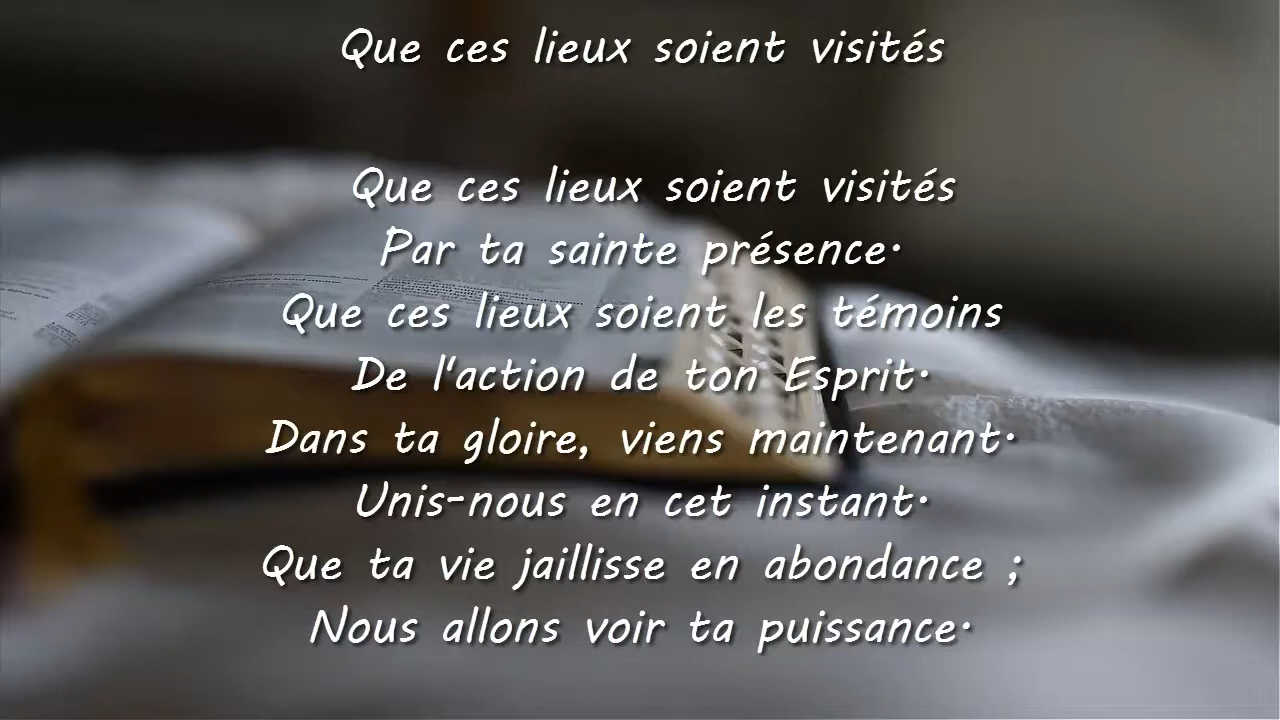 Que ces lieux soient visités
Que ces lieux soient visités
Par ta sainte présence.
Que ces lieux soient les témoins
De l'action de ton Esprit.
Dans ta gloire, viens maintenant.
Unis-nous en cet instant.
Que ta vie jaillisse en abondance ;
Nous allons voir ta puissance.